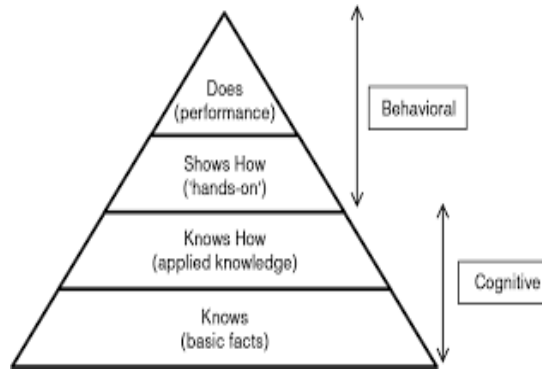 Does
(performance)
Behavioral
Shows How
('hands-on')
Knows How
(applied knowledge)
Cognitive
Knows
(basic facts)